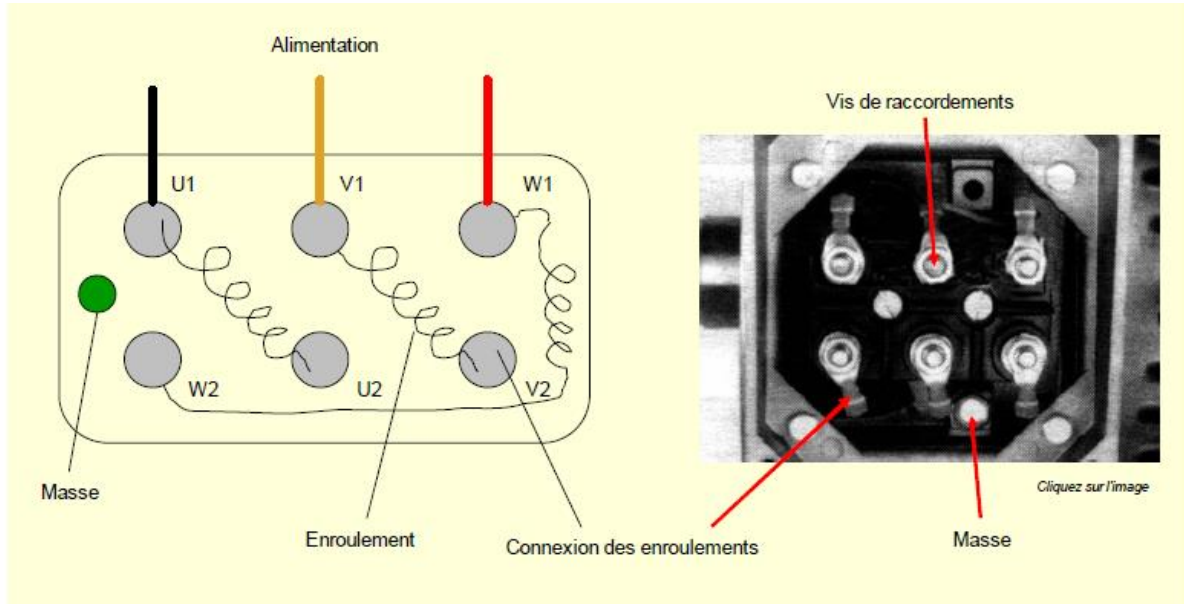 Alimentation
U1
V1
W1
W2
U2
V2
Masse
Enroulement
Connexion des enroulements
Vis de raccordements
Cliquez sur l'image
Masse